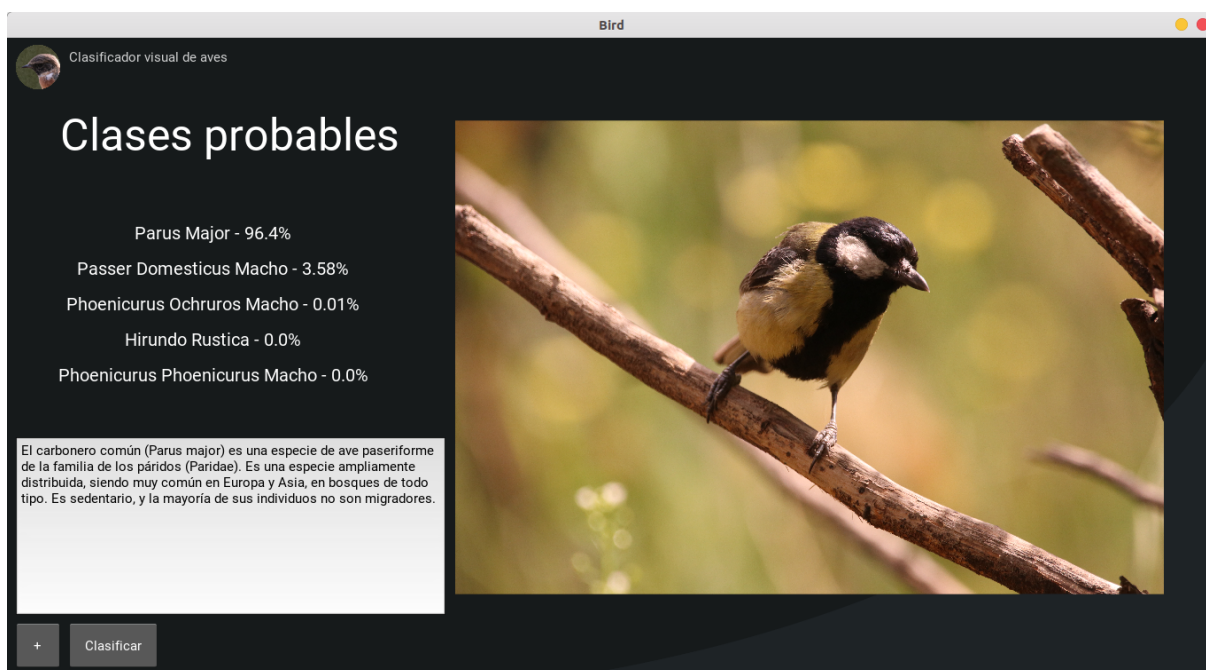 Bird
Clasificador visual de aves
Clases probables
Parus Major - 96.4%
Passer Domesticus Macho - 3.58%
Phoenicurus Ochruros Macho - 0.01%
Hirundo Rustica - 0.0%
Phoenicurus Phoenicurus Macho - 0.0%
El carbonero común (Parus major) es una especie de ave paseriforme
de la familia de los páridos (Paridae). Es una especie ampliamente
distribuida, siendo muy común en Europa y Asia, en bosques de todo
tipo. Es sedentario, y la mayoría de sus individuos no son migradores.
+
Clasificar